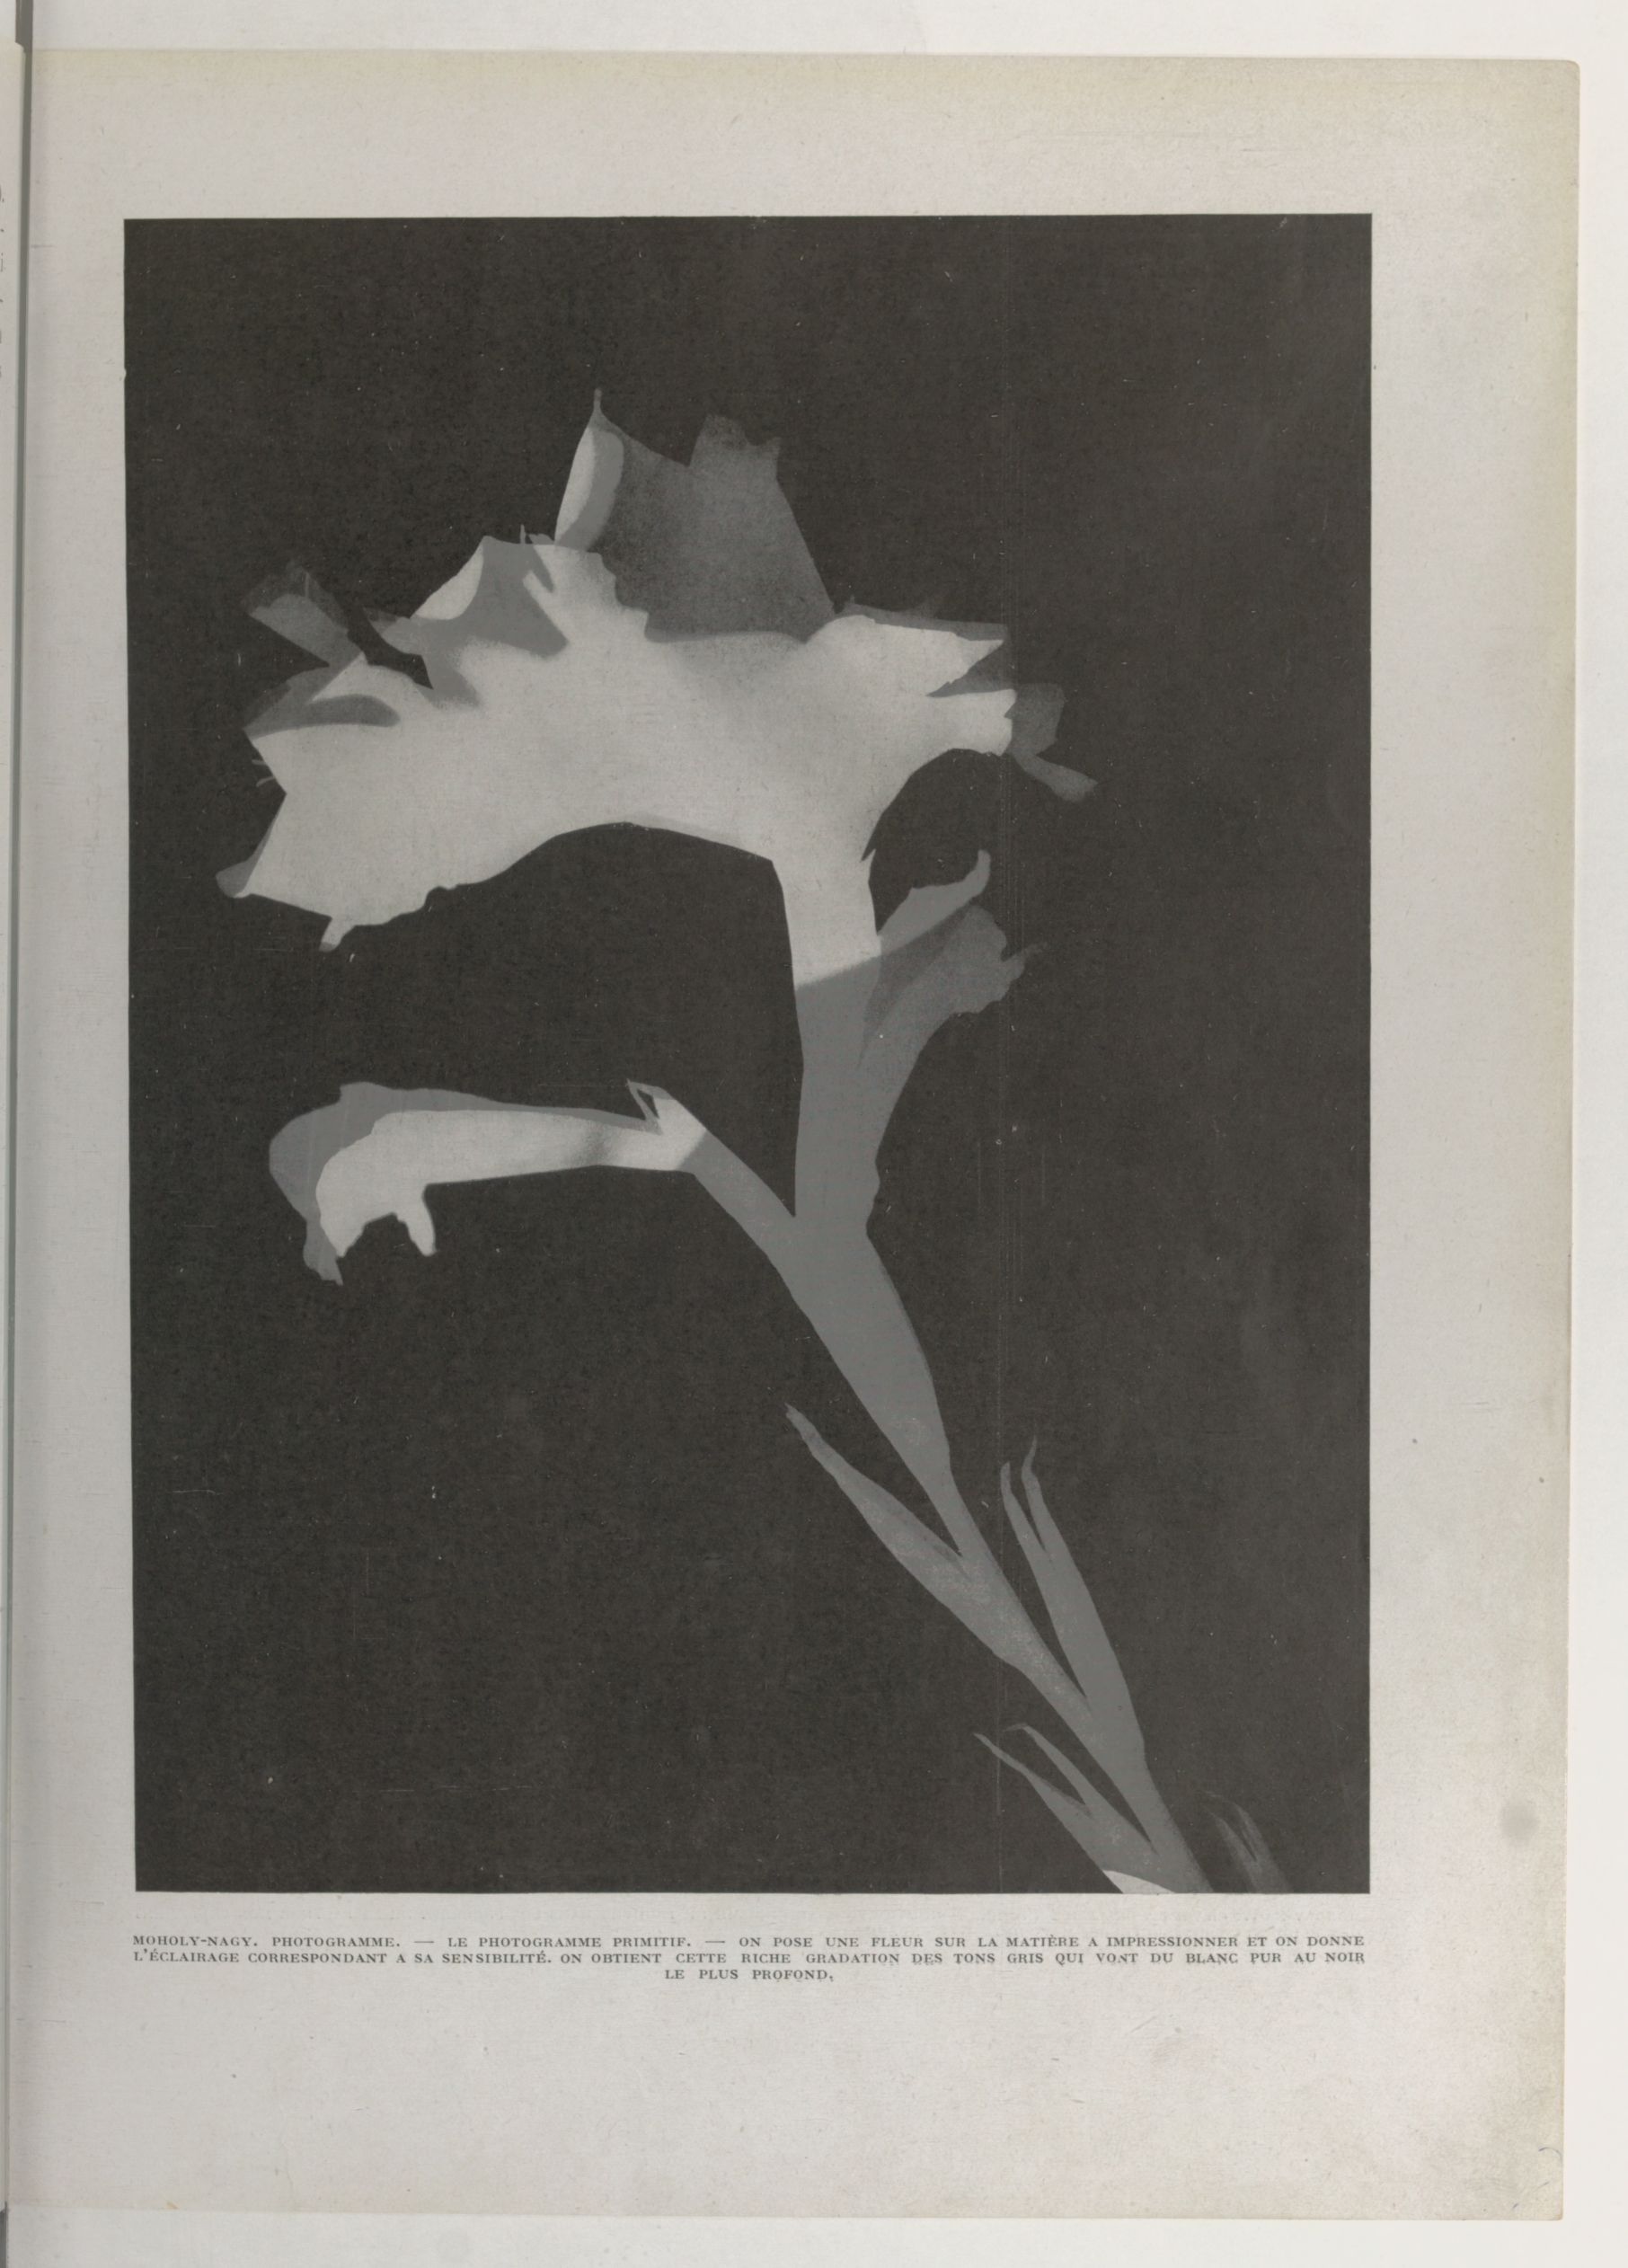 MOHOLY-NAGY. PHOTOGRAMME. — LE PHOTOGRAMME PRIMITIF. — ON POSE UNE FLEUR SUR LA MATIÈRE A IMPRESSIONNER ET ON DONNE
L'ÉCLAIRAGE CORRESPONDANT A SA SENSIBILITÉ. ON OBTIENT CETTE RICHE GRADATION DES TONS GRIS QUI VONT DU BLANC PUR AU NOIR
LE PLUS PROFOND.